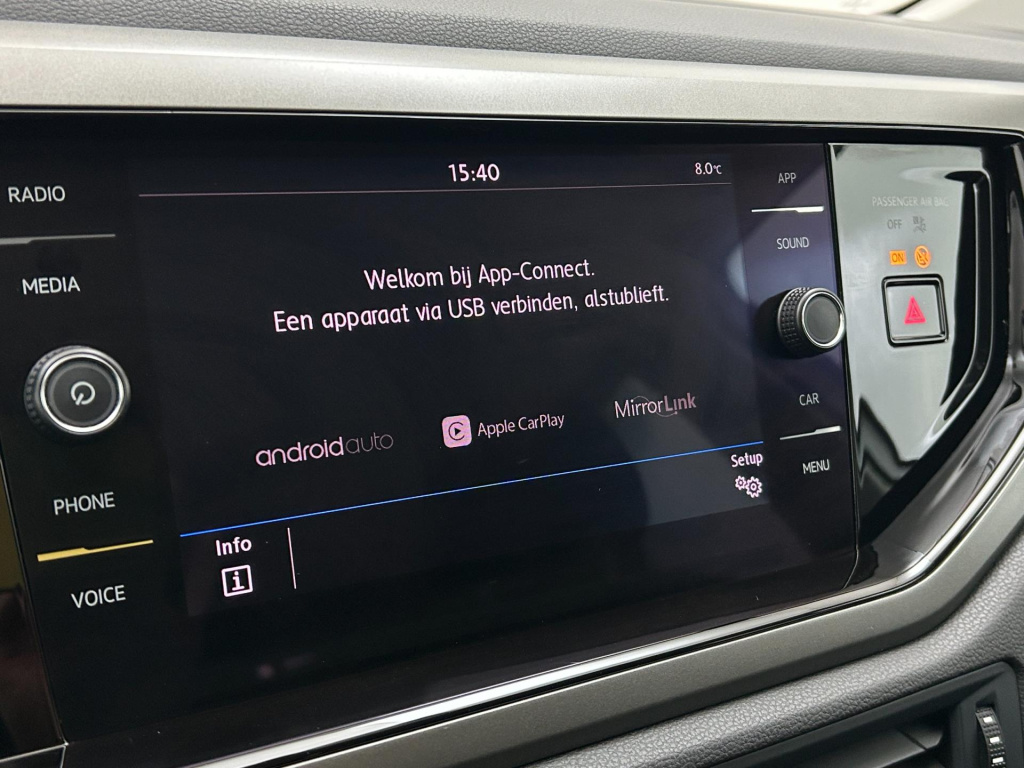 15:40
8.0°C
RADIO
MEDIA
PHONE
VOICE
Welkom bij App-Connect.
Een apparaat via USB verbinden, alstublieft.
androidauto
Apple CarPlay
MirrorLink
Setup
Info
APP
SOUND
CAR
MENU
PASSENGER AIR BAG
OFF
ON